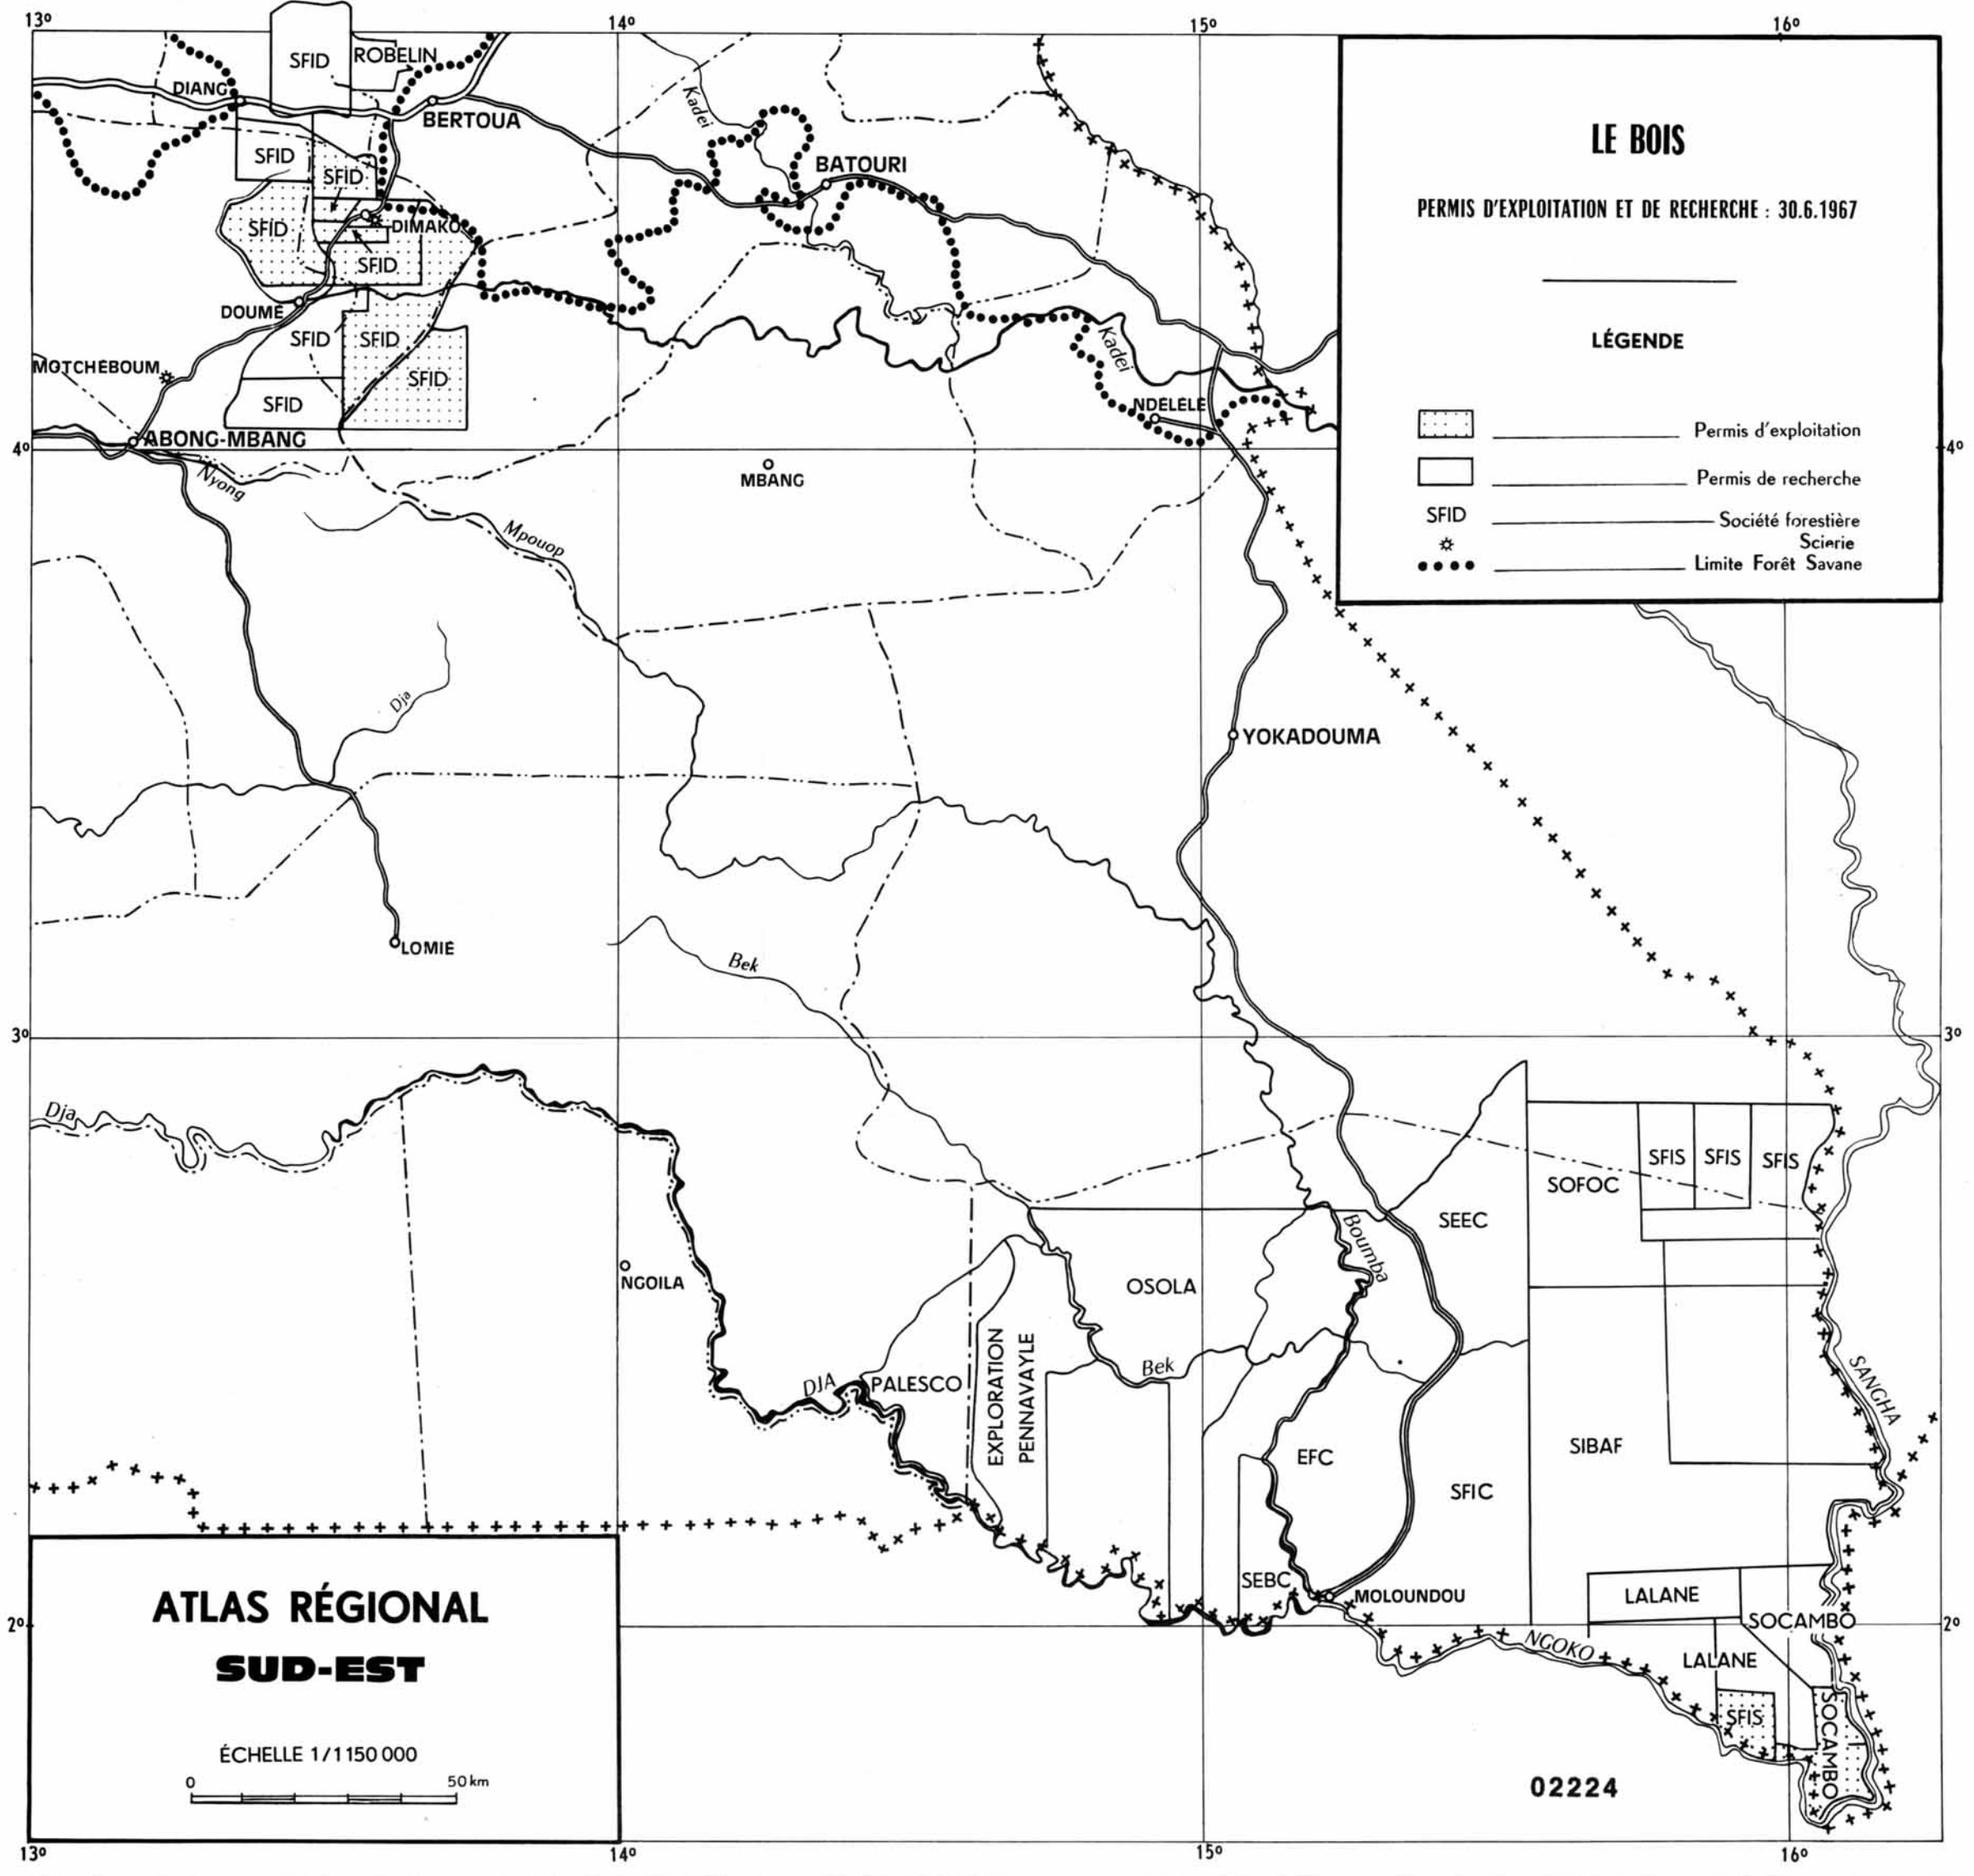 13° 14° 15° 16°
SFID ROBELIN
DIANG
BERTOUA
Kadei
BATOURI
SFID
SFID
SFID
DIMAKO
SFID
DOUMÉ
SFID SFID
SFID
MOTCHÉBOUM
SFID
Kadei
NDÉLÉLÉ
ABONG-MBANG
4° 4°
Nyong
MBANG
Mpouop
LE BOIS
PERMIS D'EXPLOITATION ET DE RECHERCHE : 30.6.1967
LÉGENDE
Permis d'exploitation
Permis de recherche
SFID Société forestière
Scierie
Limite Forêt Savane
Dja
YOKADOUMA
LOMIÉ
Bek
3° 3°
Dja
SFIS SFIS SFIS
SOFOC
SEEC
Boumba
NGOILA
OSOLA
EXPLORATION
PENNAVAYLE
Bek
DJA PALESCO
SANGHA
SIBAF
EFC
SFIC
SEBC
MOLOUNDOU
LALANE
SOCAMBO
2° 2°
NGOKO
LALANE
SFIS
SOCAMBO
ATLAS RÉGIONAL
SUD-EST
ÉCHELLE 1/1150 000
0 50 km
02224
13° 14° 15° 16°